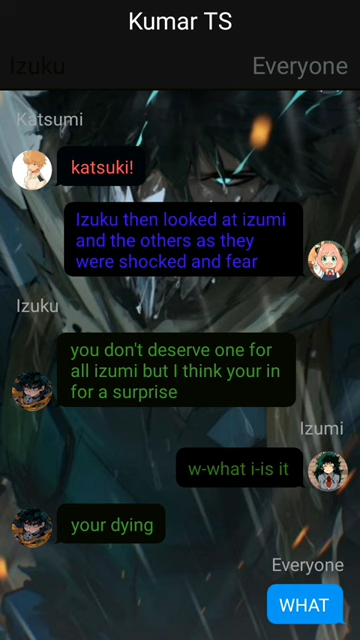 Kumar TS
Izuku
Everyone
Katsumi
katsuki!
Izuku then looked at izumi
and the others as they
were shocked and fear
Izuku
you don't deserve one for
all izumi but I think your in
for a surprise
Izumi
w-what i-is it
your dying
Everyone
WHAT